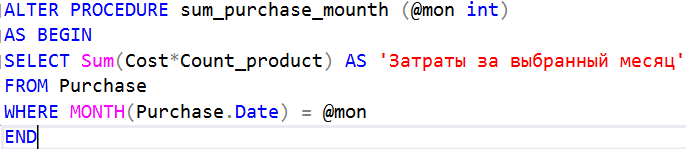 ALTER PROCEDURE sum_purchase_mounth (@mon int)
AS BEGIN
SELECT Sum(Cost*Count_product) AS 'Затраты за выбранный месяц'
FROM Purchase
WHERE MONTH(Purchase.Date) = @mon
END